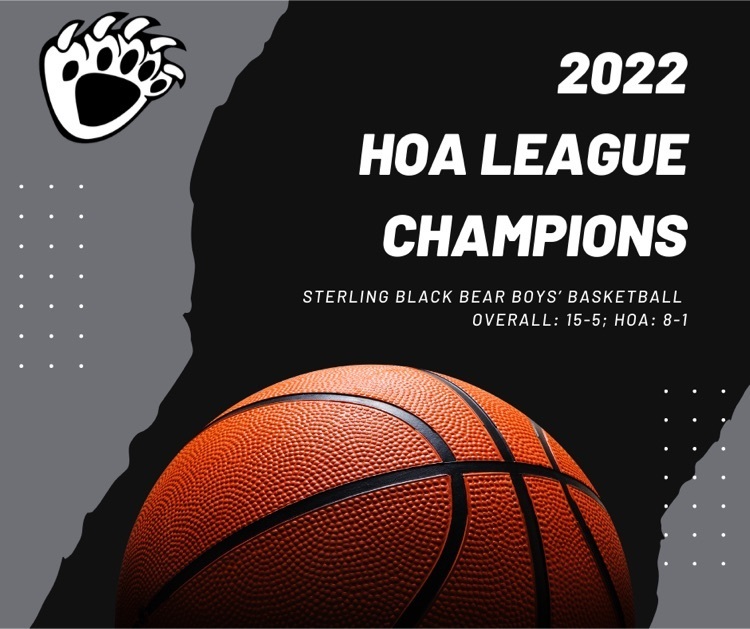 2022
HOA LEAGUE
CHAMPIONS
STERLING BLACK BEAR BOYS' BASKETBALL
OVERALL: 15-5; HOA: 8-1